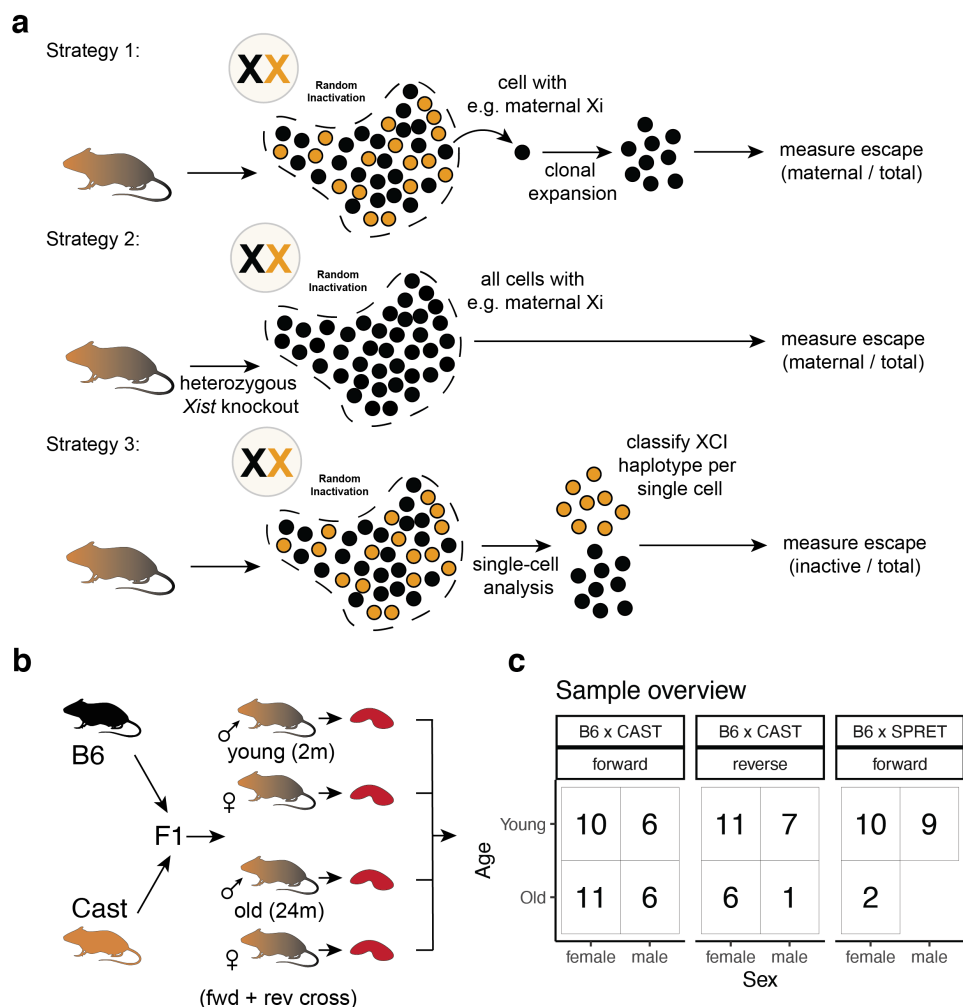 a
Strategy 1:
XX
Random
Inactivation
cell with
e.g. maternal Xi
clonal
expansion
measure escape
(maternal / total)
Strategy 2:
XX
Random
Inactivation
all cells with
e.g. maternal Xi
heterozygous
Xist knockout
measure escape
(maternal / total)
Strategy 3:
XX
Random
Inactivation
classify XCI
haplotype per
single cell
single-cell
analysis
measure escape
(inactive / total)
b
B6
F1
Cast
♂
young (2m)
♀
♂
old (24m)
♀
(fwd + rev cross)
c
Sample overview
B6 x CAST B6 x CAST B6 x SPRET
forward reverse forward
Young 10 6 11 7 10 9
Age
Old 11 6 6 1 2
female male female male female male
Sex